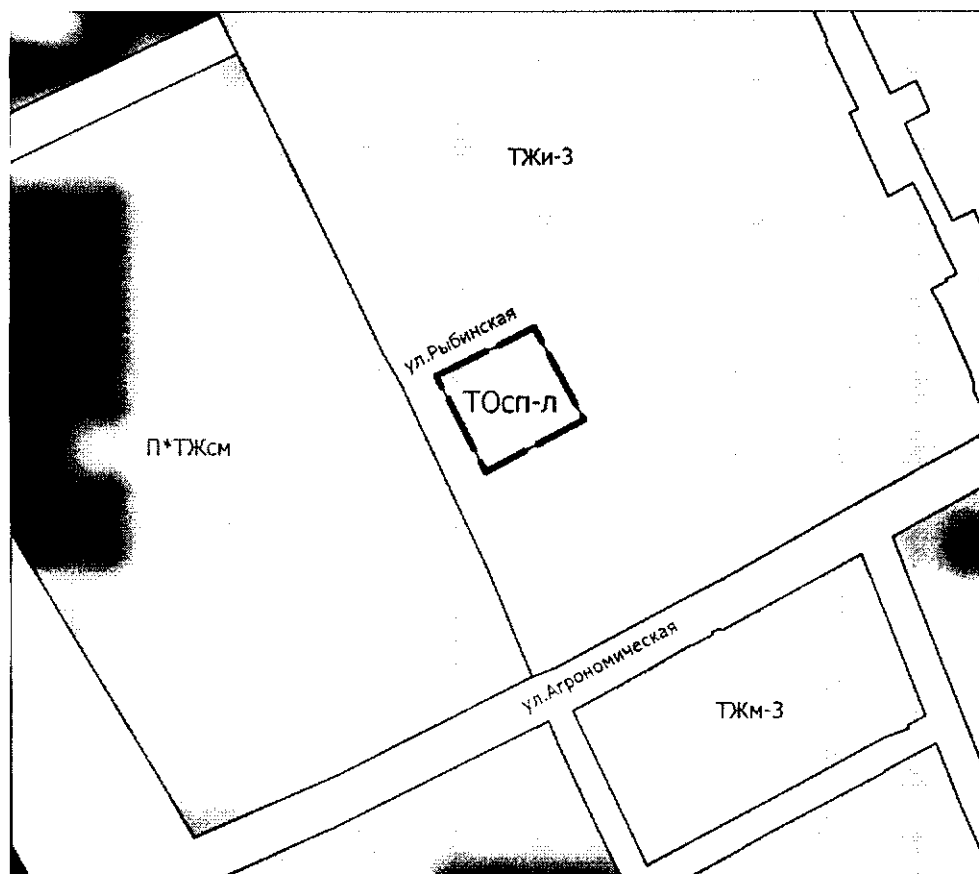 ТЖи-3
ул.Рыбинская
ТОсп-л
П*ТЖсм
ул.Агрономическая
ТЖм-3